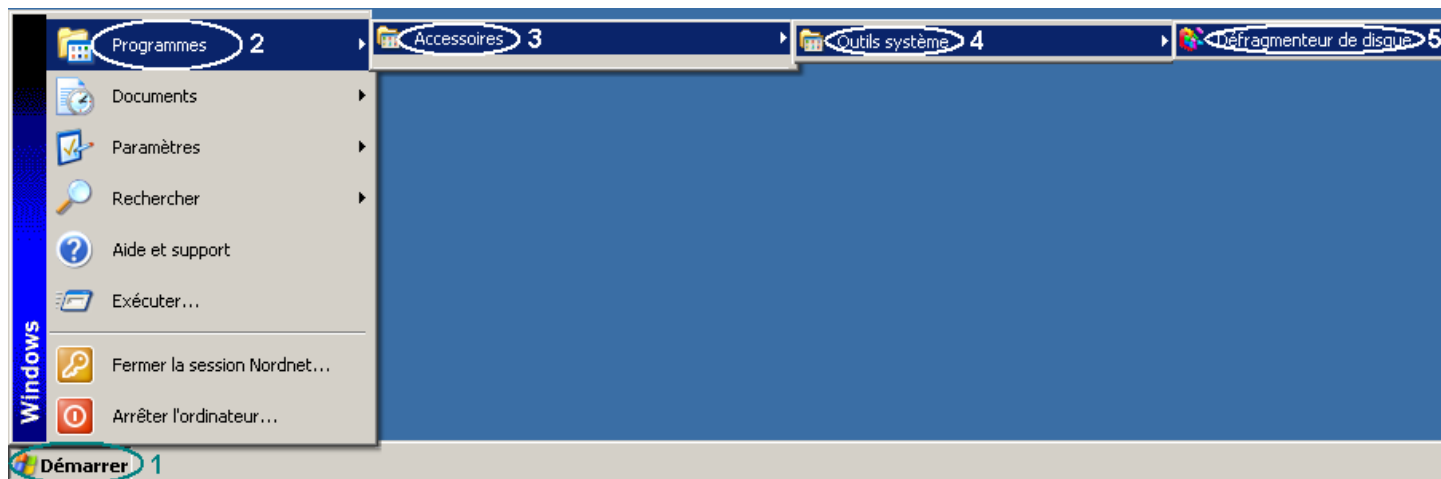 Programmes 2
Accessoires 3
Outils système 4
Défragmenteur de disque 5
Documents
Paramètres
Rechercher
Aide et support
Exécuter...
Fermer la session Nordnet...
Arrêter l'ordinateur...
Windows
Démarrer 1